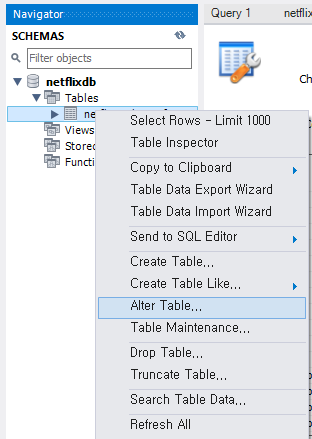 Navigator
Query 1
netflix
SCHEMAS
Filter objects
netflixdb
Tables
Views
Stored
Functi
Ch
Select Rows - Limit 1000
Table Inspector
Copy to Clipboard
Table Data Export Wizard
Table Data Import Wizard
Send to SQL Editor
Create Table...
Create Table Like...
Alter Table...
Table Maintenance...
Drop Table...
Truncate Table...
Search Table Data...
Refresh All